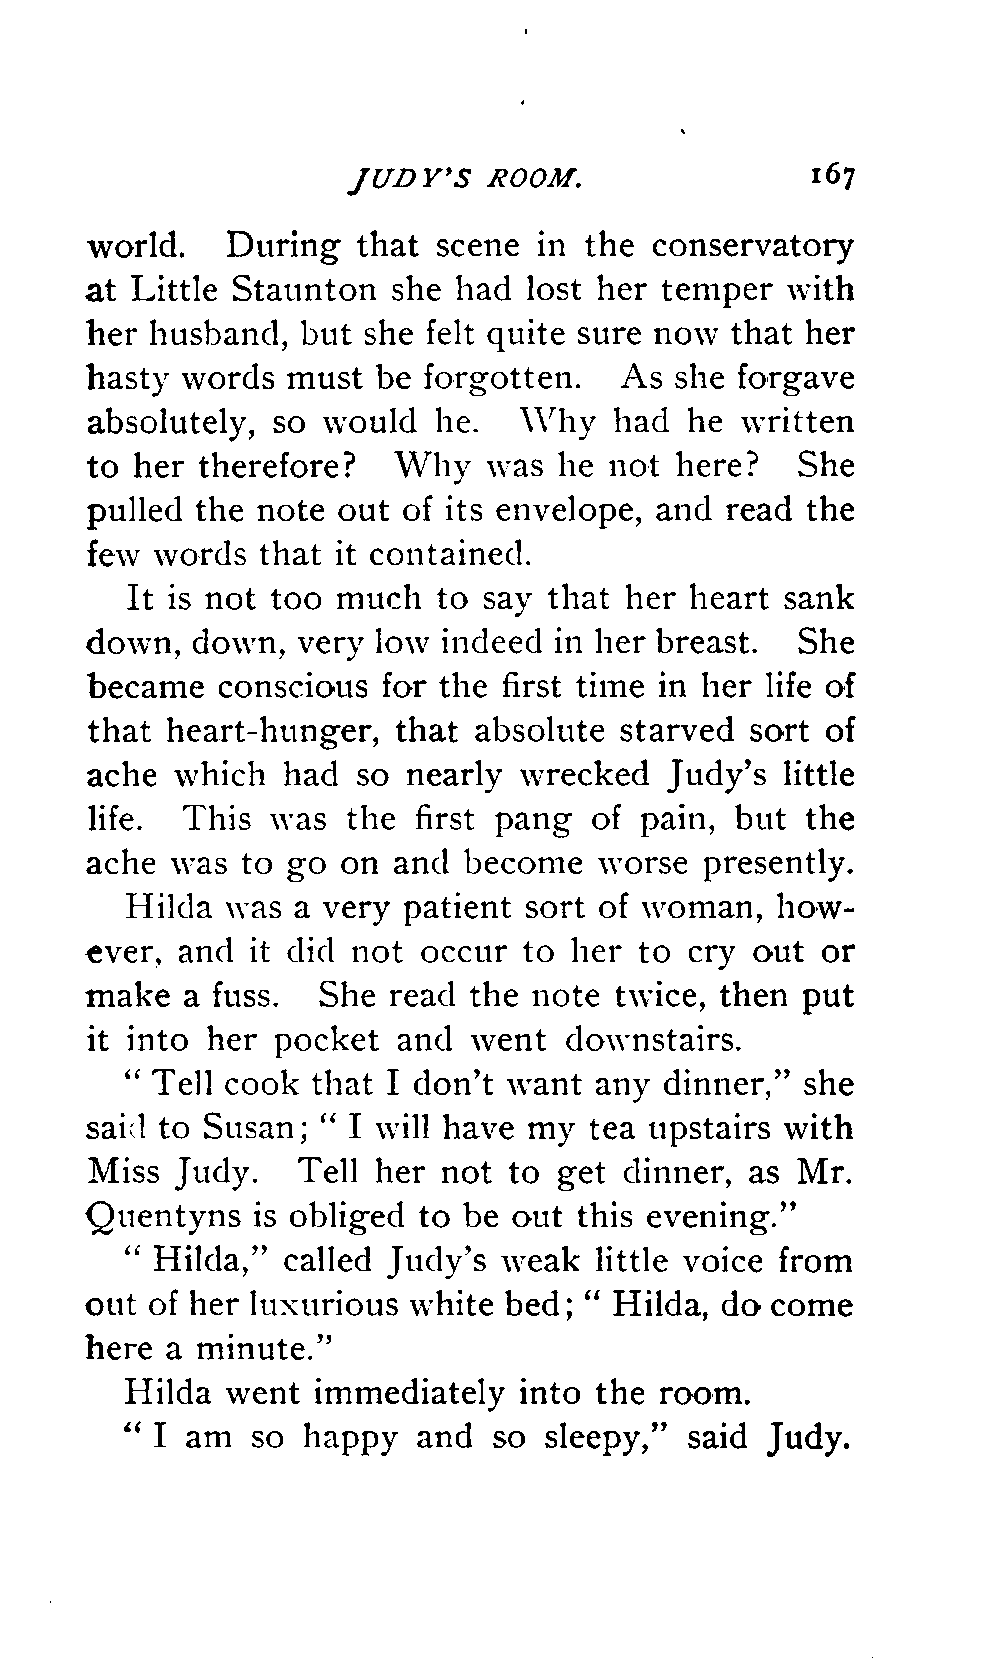 JUDY'S ROOM. 167
world. During that scene in the conservatory
at Little Staunton she had lost her temper with
her husband, but she felt quite sure now that her
hasty words must be forgotten. As she forgave
absolutely, so would he. Why had he written
to her therefore? Why was he not here? She
pulled the note out of its envelope, and read the
few words that it contained.
It is not too much to say that her heart sank
down, down, very low indeed in her breast. She
became conscious for the first time in her life of
that heart-hunger, that absolute starved sort of
ache which had so nearly wrecked Judy's little
life. This was the first pang of pain, but the
ache was to go on and become worse presently.
Hilda was a very patient sort of woman, how-
ever, and it did not occur to her to cry out or
make a fuss. She read the note twice, then put
it into her pocket and went downstairs.
" Tell cook that I don't want any dinner," she
said to Susan; " I will have my tea upstairs with
Miss Judy. Tell her not to get dinner, as Mr.
Quentyns is obliged to be out this evening."
" Hilda," called Judy's weak little voice from
out of her luxurious white bed; " Hilda, do come
here a minute."
Hilda went immediately into the room.
" I am so happy and so sleepy," said Judy.